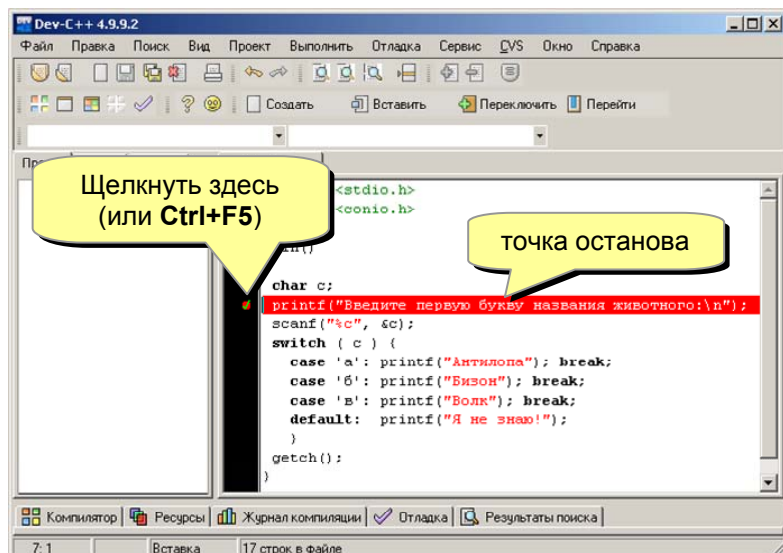 Dev-C++ 4.9.9.2
Файл Правка Поиск Вид Проект Выполнить Отладка Сервис CVS Окно Справка
Создать Вставить Переключить Перейти
Щелкнуть здесь
(или Ctrl+F5)
<stdio.h>
<conio.h>
точка останова
char c;
printf("Введите первую букву названия животного:\n");
scanf("%c", &c);
switch ( c ) {
case 'а': printf("Антилопа"); break;
case 'б': printf("Бизон"); break;
case 'в': printf("Волк"); break;
default: printf("Я не знаю!");
}
getch();
}
Компилятор Ресурсы Журнал компиляции Отладка Результаты поиска
7: 1 Вставка 17 строк в файле